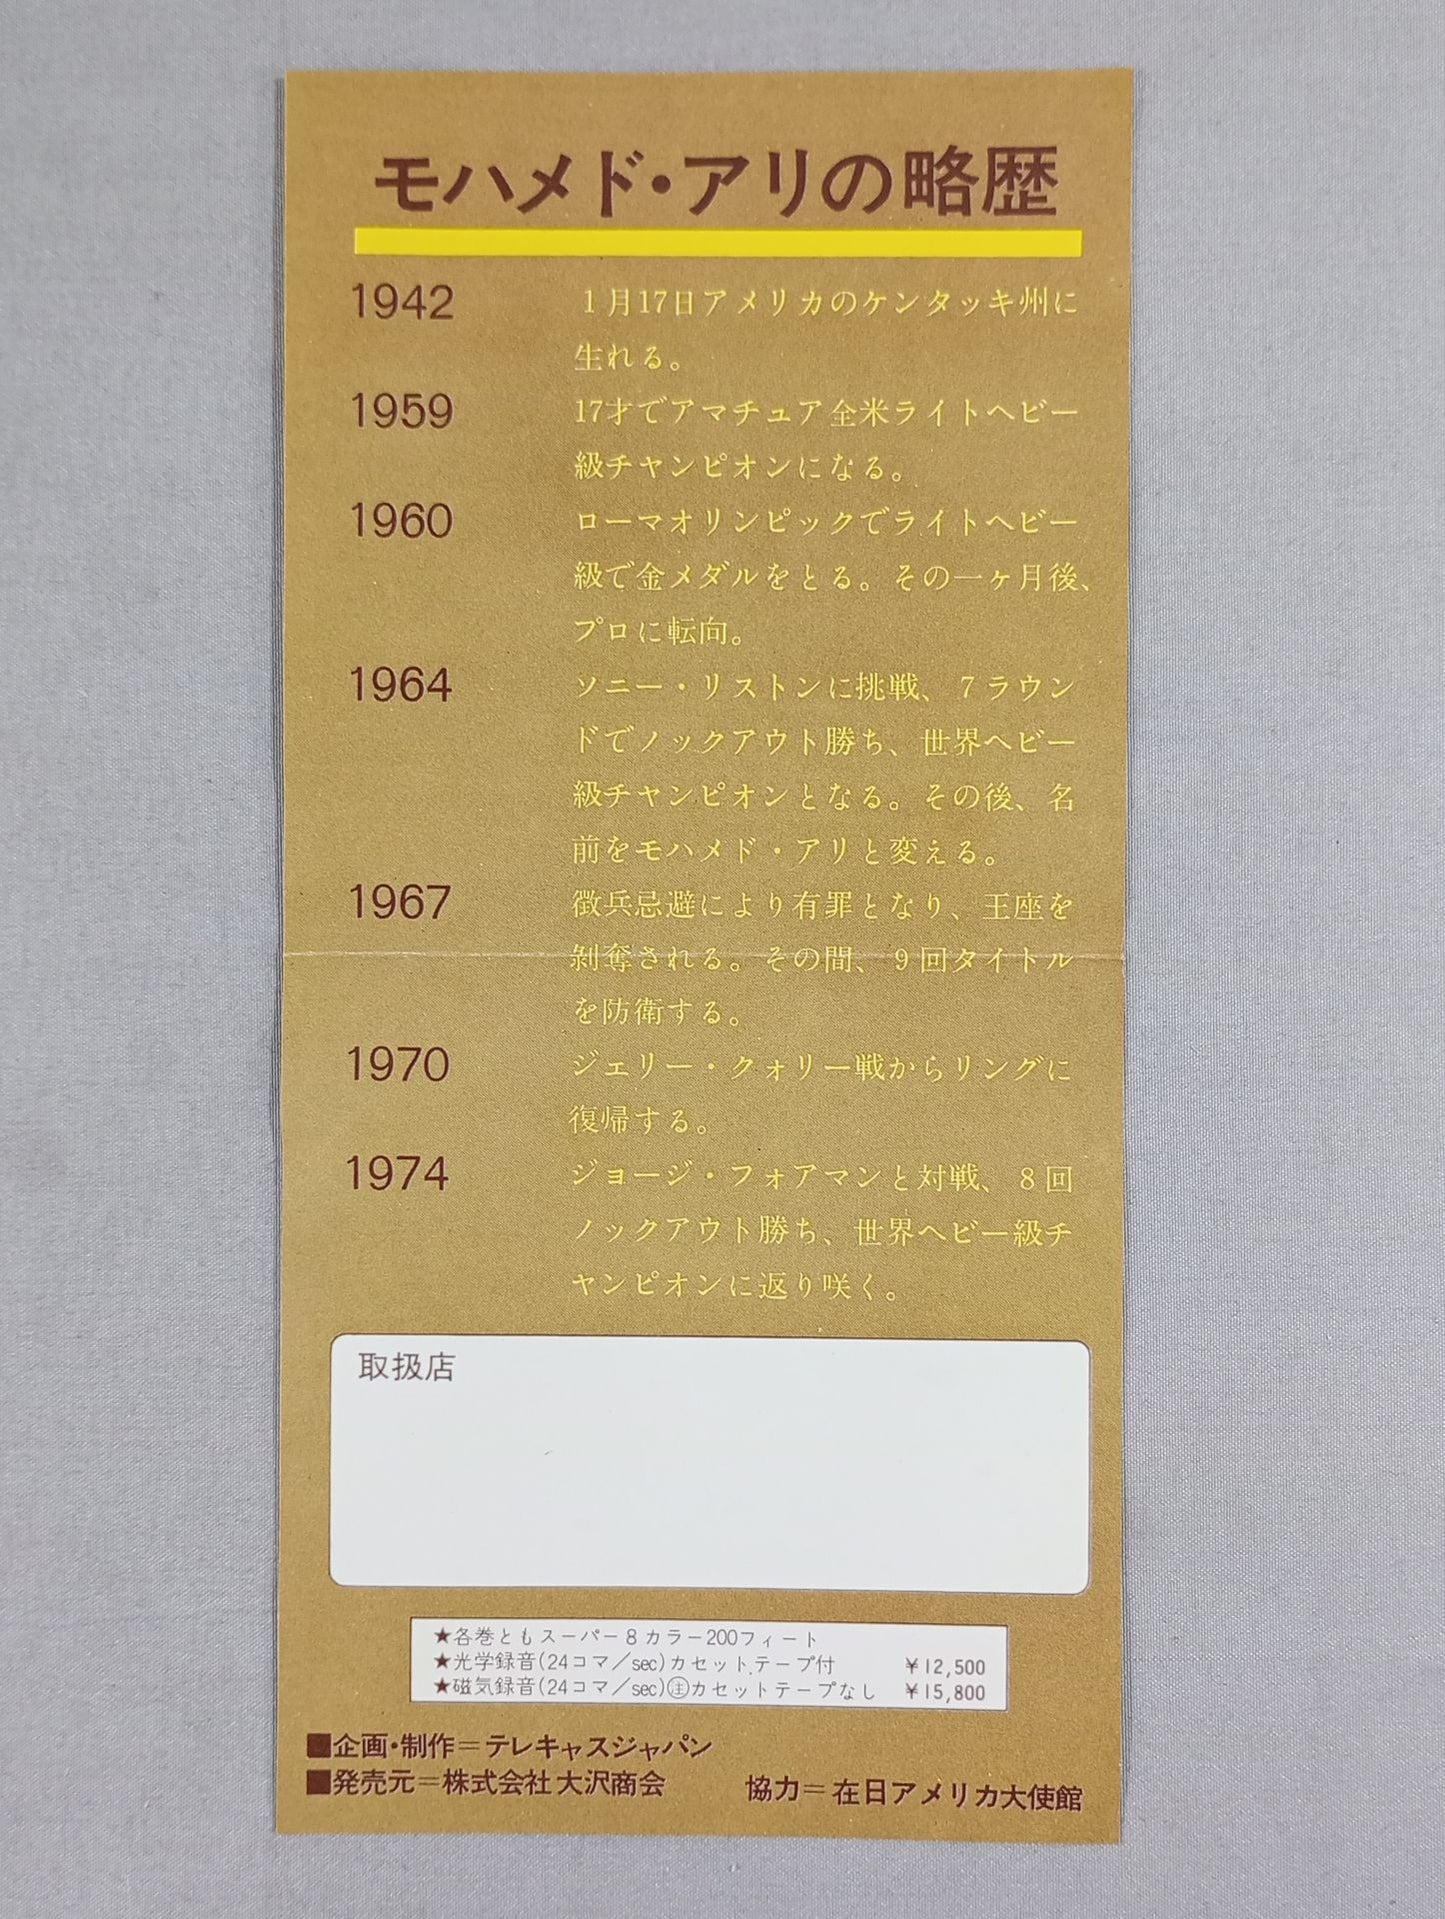 モハメド・アリの略歴
1942 1月17日アメリカのケンタッキ州に
生れる。
1959 17才でアマチュア全米ライトヘビー
級チャンピオンになる。
1960 ローマオリンピックでライトヘビー
級で金メダルをとる。その一ヶ月後、
プロに転向。
1964 ソニー・リストンに挑戦、7ラウン
ドでノックアウト勝ち、世界ヘビー
級チャンピオンとなる。その後、名
前をモハメド・アリと変える。
1967 徴兵忌避により有罪となり、王座を
剝奪される。その間、9回タイトル
を防衛する。
1970 ジェリー・クォリー戦からリングに
復帰する。
1974 ジョージ・フォアマンと対戦、8回
ノックアウト勝ち、世界ヘビー級チ
ャンピオンに返り咲く。
取扱店
★各巻ともスーパー8カラー200フィート
★光学録音(24コマ/sec)カセットテープ付 ¥12,500
★磁気録音(24コマ/sec)㊟カセットテープなし ¥15,800
■企画・制作=テレキャスジャパン
■発売元=株式会社大沢商会 協力=在日アメリカ大使館